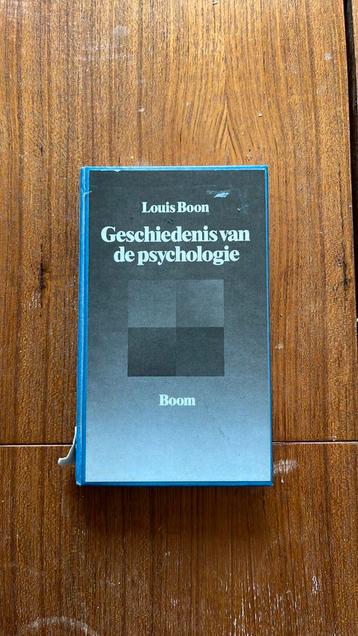 Louis Boon
Geschiedenis van
de psychologie
Boom